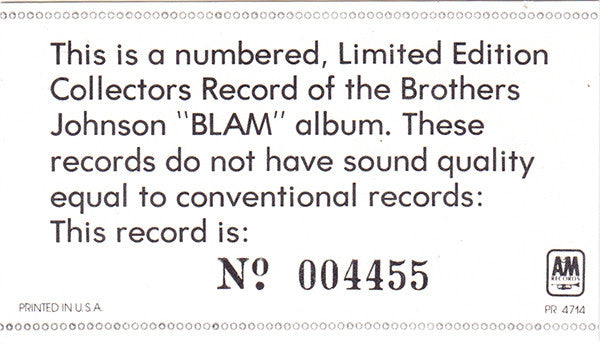 This is a numbered, Limited Edition
Collectors Record of the Brothers
Johnson "BLAM" album. These
records do not have sound quality
equal to conventional records:
This record is:
Nº 004455
A&M
RECORDS
PRINTED IN U.S.A.
PR 4714